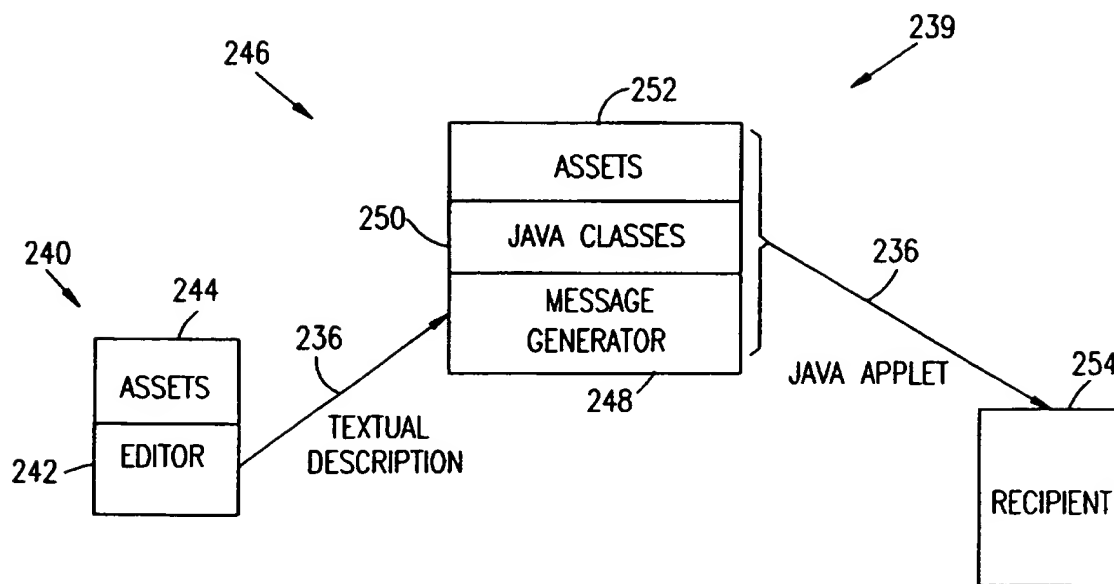 239
246
252
ASSETS
250
JAVA CLASSES
240
236
244
MESSAGE
GENERATOR
236
254
ASSETS
JAVA APPLET
248
TEXTUAL
DESCRIPTION
242
EDITOR
RECIPIENT